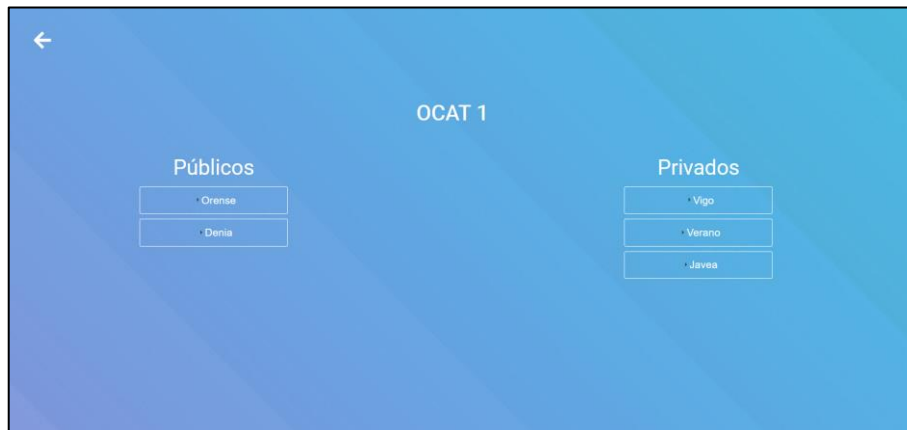 OCAT 1
Públicos
Orense
Denia
Privados
Vigo
Verano
Javea